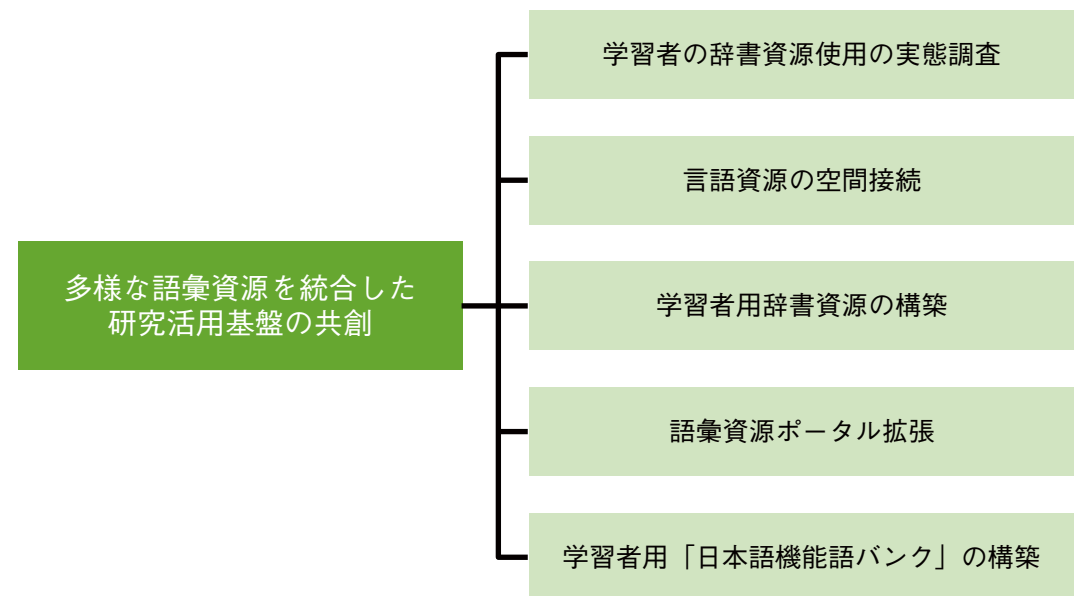 学習者の辞書資源使用の実態調査
言語資源の空間接続
多様な語彙資源を統合した
研究活用基盤の共創
学習者用辞書資源の構築
語彙資源ポータル拡張
学習者用「日本語機能語バンク」の構築